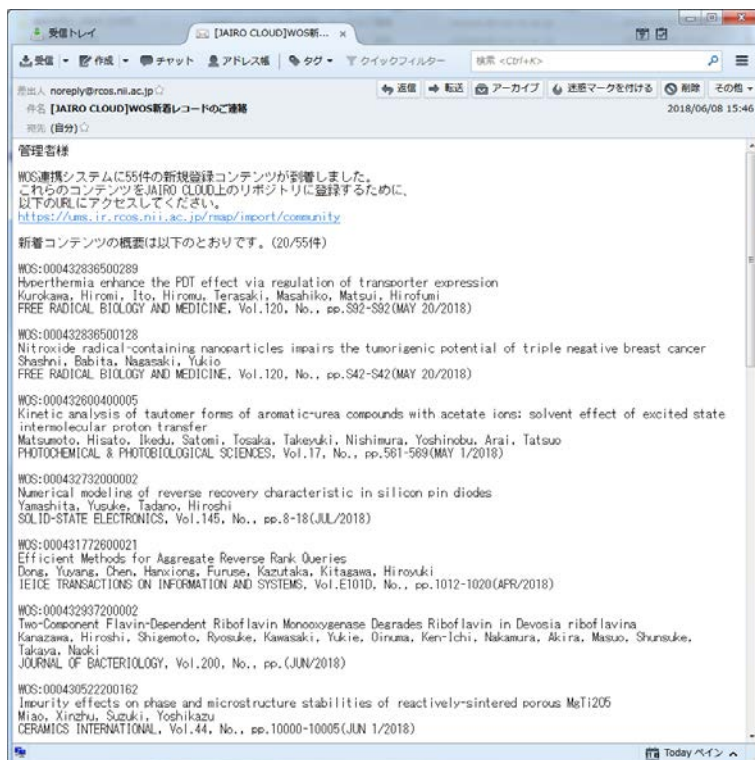 受信トレイ
[JAIRO CLOUD]WOS新... ×
受信 作成 チャット アドレス帳 タグ クイックフィルター 検索 <Ctrl+K>
差出人 noreply@rcos.nii.ac.jp 返信 転送 アーカイブ 迷惑マークを付ける 削除 その他
件名 [JAIRO CLOUD]WOS新着レコードのご連絡 2018/06/08 15:46
宛先 (自分)
管理者様
WOS連携システムに55件の新規登録コンテンツが到着しました。
これらのコンテンツをJAIRO CLOUD上のリポジトリに登録するために、
以下のURLにアクセスしてください。
https://ums.ir.rcos.nii.ac.jp/rmap/import/community
新着コンテンツの概要は以下のとおりです。(20/55件)
WOS:000432836500289
Hyperthermia enhance the PDT effect via regulation of transporter expression
Kurokawa, Hiromi, Ito, Hiromu, Terasaki, Masahiko, Matsui, Hirofumi
FREE RADICAL BIOLOGY AND MEDICINE, Vol.120, No., pp.S92-S92(MAY 20/2018)
WOS:000432836500128
Nitroxide radical-containing nanoparticles impairs the tumorigenic potential of triple negative breast cancer
Shashni, Babita, Nagasaki, Yukio
FREE RADICAL BIOLOGY AND MEDICINE, Vol.120, No., pp.S42-S42(MAY 20/2018)
WOS:000432600400005
Kinetic analysis of tautomer forms of aromatic-urea compounds with acetate ions: solvent effect of excited state
intermolecular proton transfer
Matsumoto, Hisato, Ikedu, Satomi, Tosaka, Takeyuki, Nishimura, Yoshinobu, Arai, Tatsuo
PHOTOCHEMICAL & PHOTOBIOLOGICAL SCIENCES, Vol.17, No., pp.561-569(MAY 1/2018)
WOS:000432732000002
Numerical modeling of reverse recovery characteristic in silicon pin diodes
Yamashita, Yusuke, Tadano, Hiroshi
SOLID-STATE ELECTRONICS, Vol.145, No., pp.8-18(JUL/2018)
WOS:000431772600021
Efficient Methods for Aggregate Reverse Rank Queries
Dong, Yuyang, Chen, Hanxiong, Furuse, Kazutaka, Kitagawa, Hiroyuki
IEICE TRANSACTIONS ON INFORMATION AND SYSTEMS, Vol.E101D, No., pp.1012-1020(APR/2018)
WOS:000432937200002
Two-Component Flavin-Dependent Riboflavin Monooxygenase Degrades Riboflavin in Devosia riboflavina
Kanazawa, Hiroshi, Shigemoto, Ryosuke, Kawasaki, Yukie, Oinuma, Ken-Ichi, Nakamura, Akira, Masuo, Shunsuke,
Takaya, Naoki
JOURNAL OF BACTERIOLOGY, Vol.200, No., pp.(JUN/2018)
WOS:000430522200162
Impurity effects on phase and microstructure stabilities of reactively-sintered porous MgTi2O5
Miao, Xinzhu, Suzuki, Yoshikazu
CERAMICS INTERNATIONAL, Vol.44, No., pp.10000-10005(JUN 1/2018)
Today ペイン